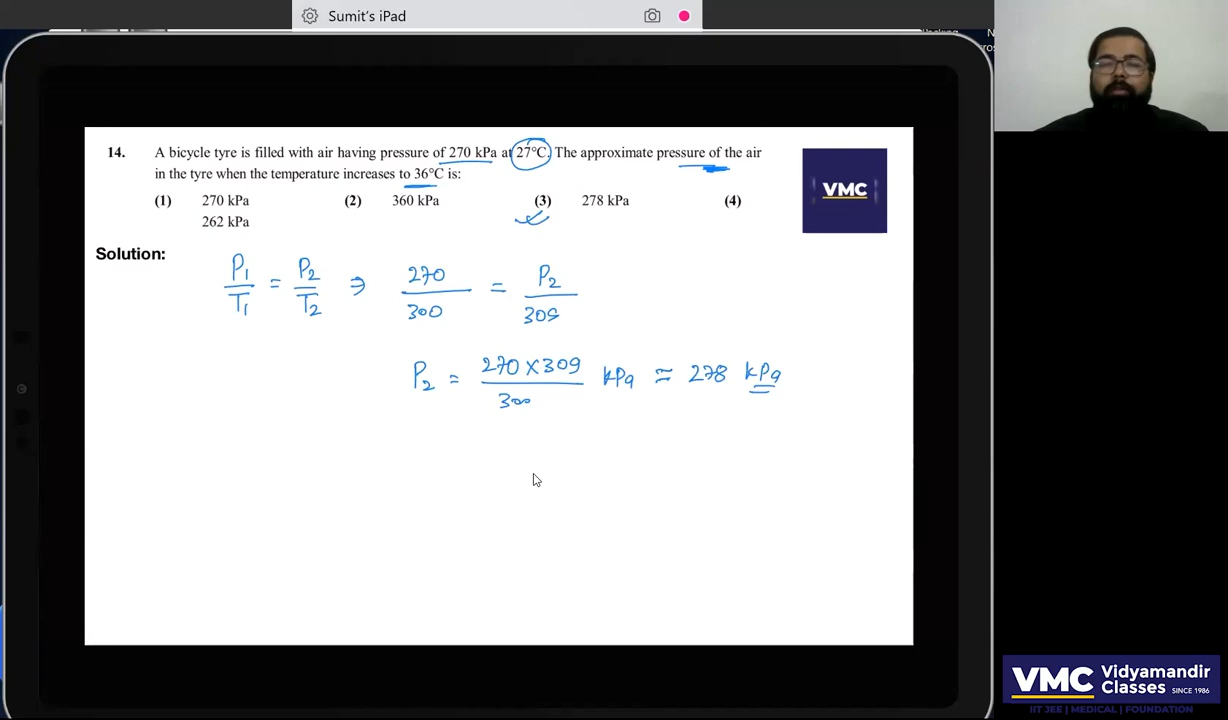 Sumit's iPad
14. A bicycle tyre is filled with air having pressure of 270 kPa at 27°C. The approximate pressure of the air
in the tyre when the temperature increases to 36°C is:
(1) 270 kPa (2) 360 kPa (3) 278 kPa (4)
262 kPa
VMC
Solution:
P₁/T₁ = P₂/T₂ ⇒ 270/300 = P₂/309
P₂ = 270 × 309/300 kPa ≈ 278 kPa
VMC Vidyamandir
Classes SINCE 1986
IIT JEE | MEDICAL | FOUNDATION